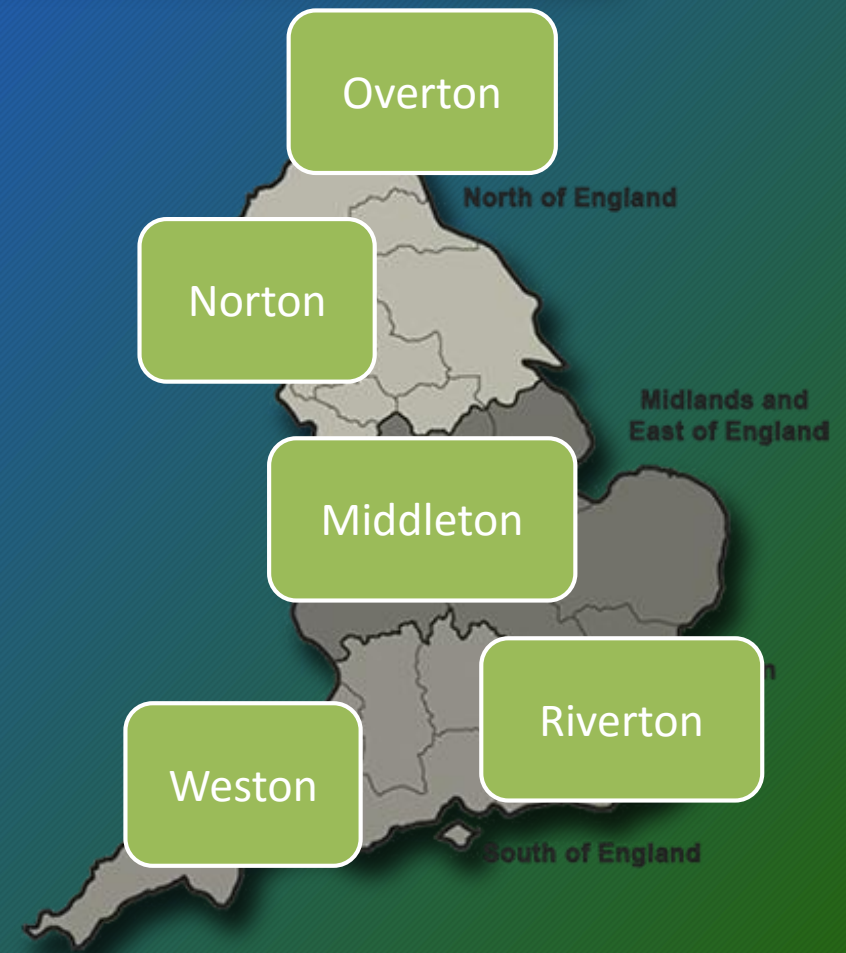 Overton
North of England
Norton
Midlands and
East of England
Middleton
Riverton
Weston
South of England